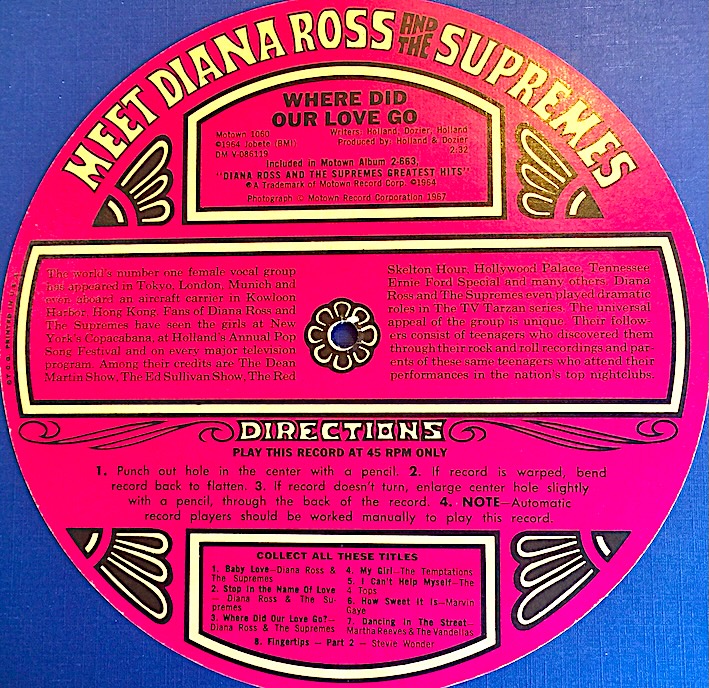 MEET DIANA ROSS AND THE SUPREMES
WHERE DID
OUR LOVE GO
Motown 1060
©1964 Jobete (BMI)
DM V-086119
Writers: Holland, Dozier, Holland
Produced by: Holland & Dozier
2:32
Included in Motown Album 2-663,
"DIANA ROSS AND THE SUPREMES GREATEST HITS"
®A Trademark of Motown Record Corp. ©1964
Photograph © Motown Record Corporation 1967
The world's number one female vocal group
has appeared in Tokyo, London, Munich and
even aboard an aircraft carrier in Kowloon
Harbor, Hong Kong. Fans of Diana Ross and
The Supremes have seen the girls at New
York's Copacabana, at Holland's Annual Pop
Song Festival and on every major television
program. Among their credits are The Dean
Martin Show, The Ed Sullivan Show, The Red
Skelton Hour, Hollywood Palace, Tennessee
Ernie Ford Special and many others. Diana
Ross and The Supremes even played dramatic
roles in The TV Tarzan series. The universal
appeal of the group is unique. Their follow-
ers consist of teenagers who discovered them
through their rock and roll recordings and par-
ents of these same teenagers who attend their
performances in the nation's top nightclubs.
PRINTED IN
DIRECTIONS
PLAY THIS RECORD AT 45 RPM ONLY
1. Punch out hole in the center with a pencil. 2. If record is warped, bend
record back to flatten. 3. If record doesn't turn, enlarge center hole slightly
with a pencil, through the back of the record. 4. NOTE—Automatic
record players should be worked manually to play this record.
COLLECT ALL THESE TITLES
1. Baby Love—Diana Ross &
The Supremes
2. Stop in the Name Of Love
— Diana Ross & The Su-
premes
3. Where Did Our Love Go?—
Diana Ross & The Supremes
4. My Girl—The Temptations
5. I Can't Help Myself—The
4 Tops
6. How Sweet It Is—Marvin
Gaye
7. Dancing in The Street—
Martha Reeves & The Vandellas
8. Fingertips — Part 2 — Stevie Wonder